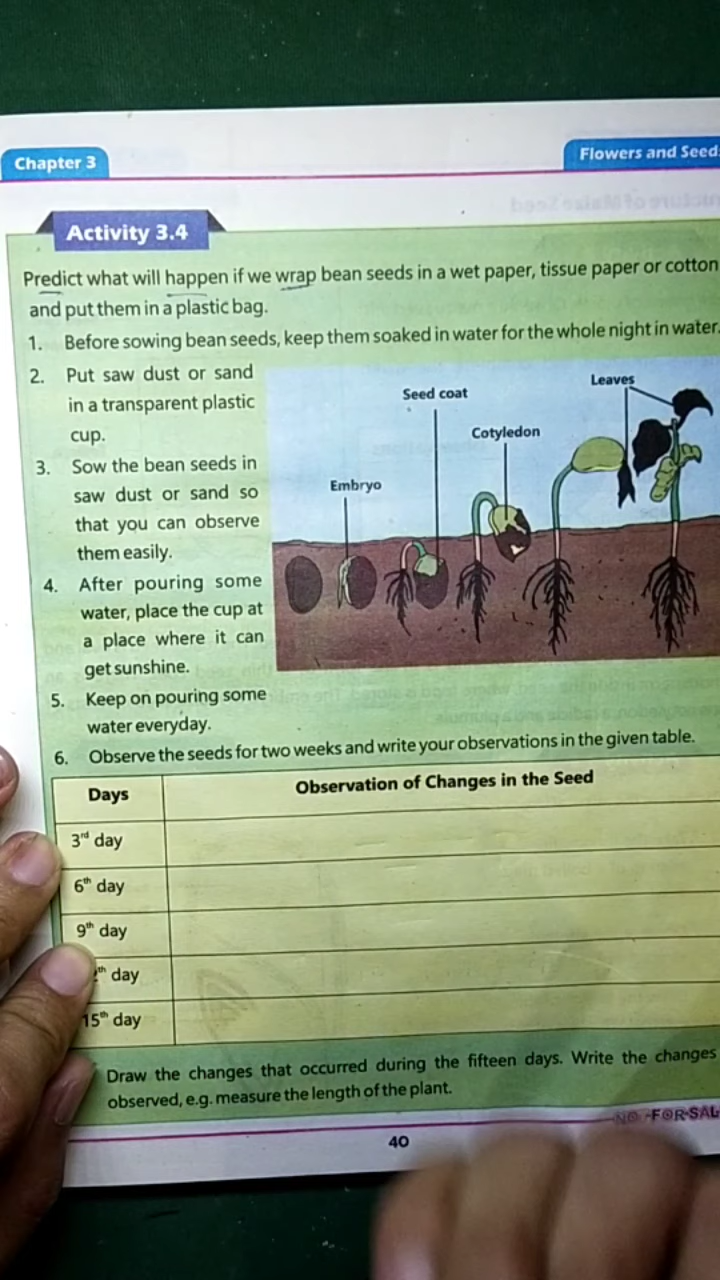 Chapter 3
Flowers and Seed
Activity 3.4
Predict what will happen if we wrap bean seeds in a wet paper, tissue paper or cotton
and put them in a plastic bag.
1. Before sowing bean seeds, keep them soaked in water for the whole night in water.
2. Put saw dust or sand
in a transparent plastic
cup.
3. Sow the bean seeds in
saw dust or sand so
that you can observe
them easily.
4. After pouring some
water, place the cup at
a place where it can
get sunshine.
5. Keep on pouring some
water everyday.
Embryo
Seed coat
Cotyledon
Leaves
6. Observe the seeds for two weeks and write your observations in the given table.
Days
Observation of Changes in the Seed
3rd day
6th day
9th day
th day
15th day
Draw the changes that occurred during the fifteen days. Write the changes
observed, e.g. measure the length of the plant.
FOR SAL
40